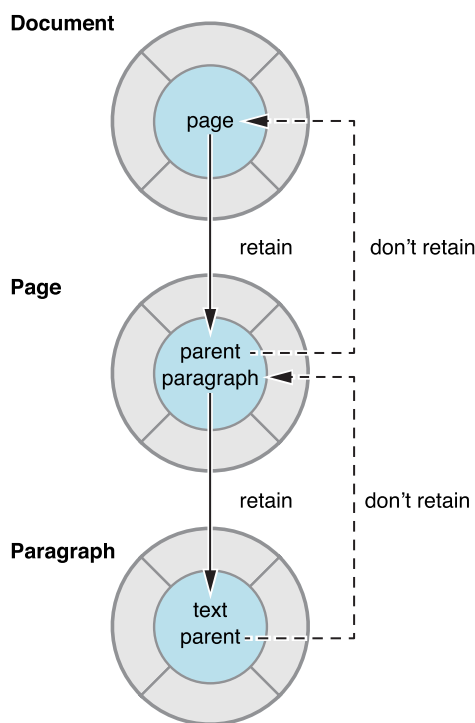 Document
page
retain
don’t retain
Page
parent
paragraph
retain
don’t retain
Paragraph
text
parent